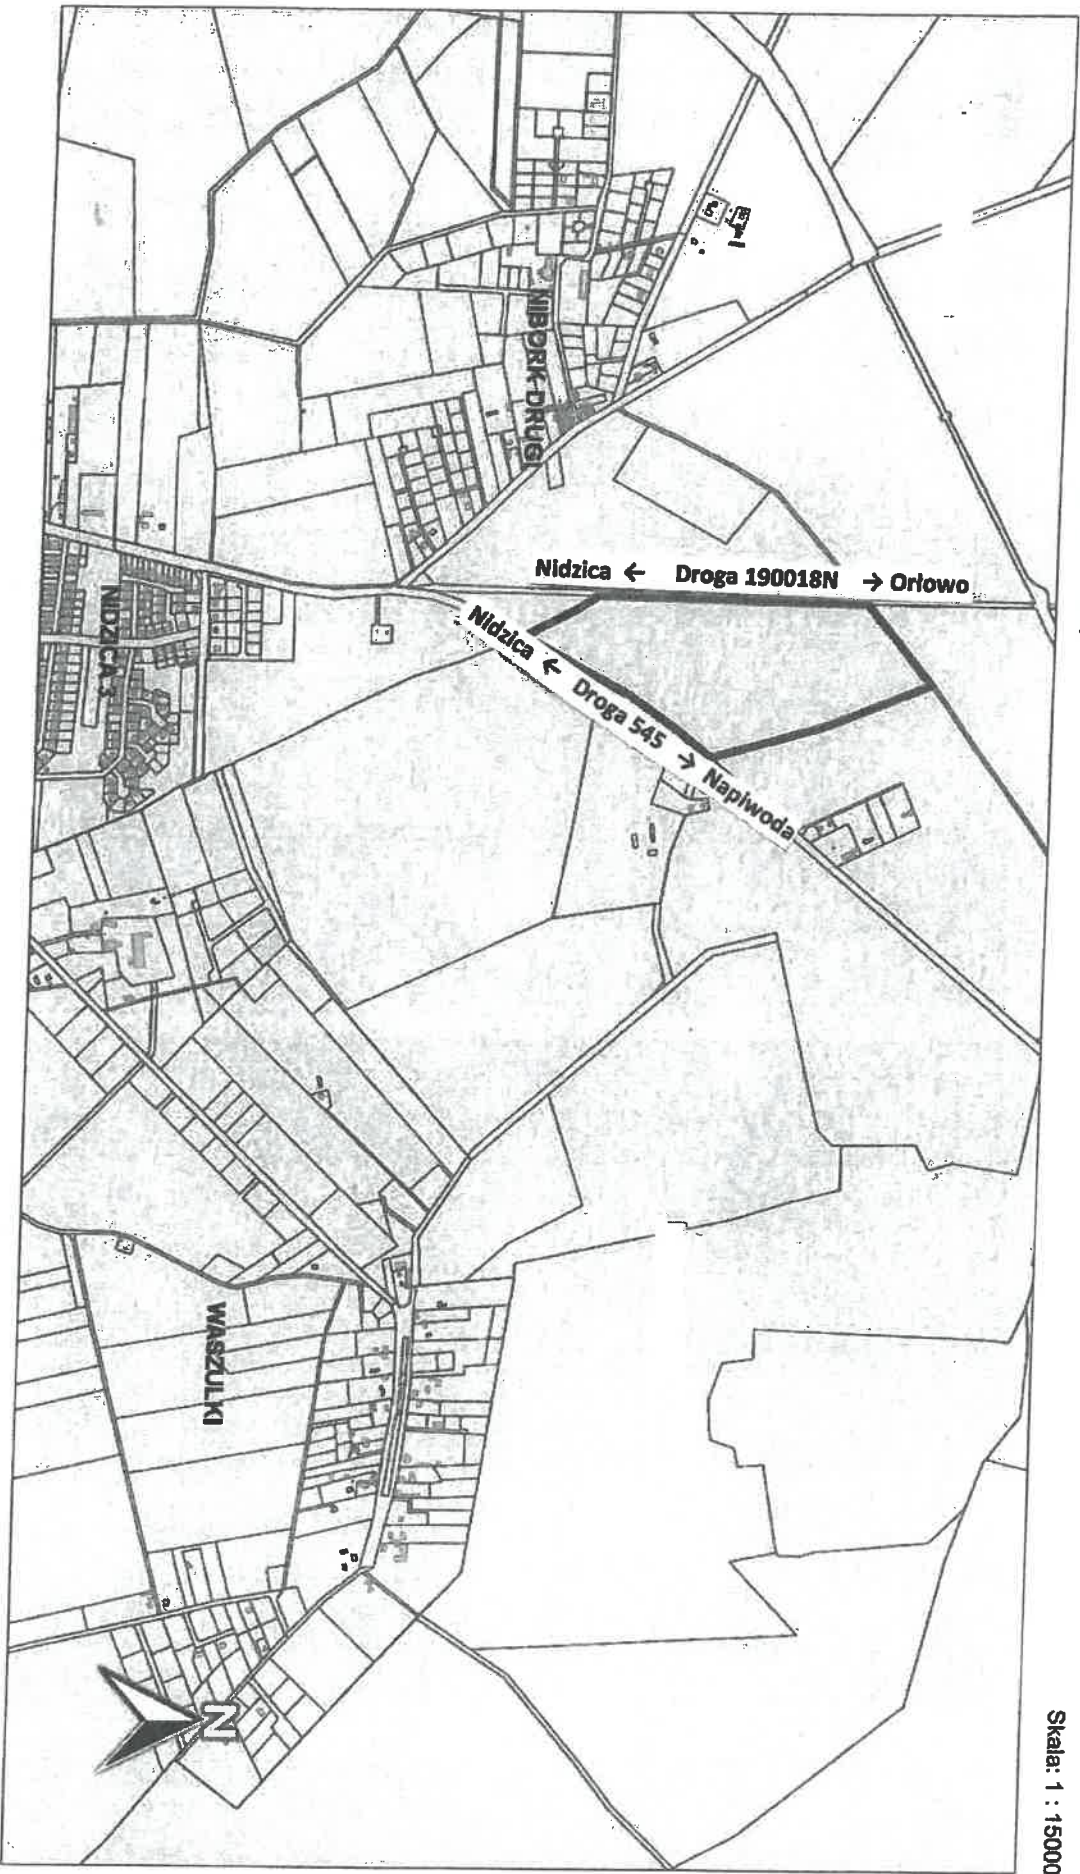 Skala: 1 : 15000
NIBORK-DRUGI
Nidzica ← Droga 190018N → Orłowo
Nidzica ← Droga 545 → Napiwoda
NIDZICA 3
WASZULKI
N